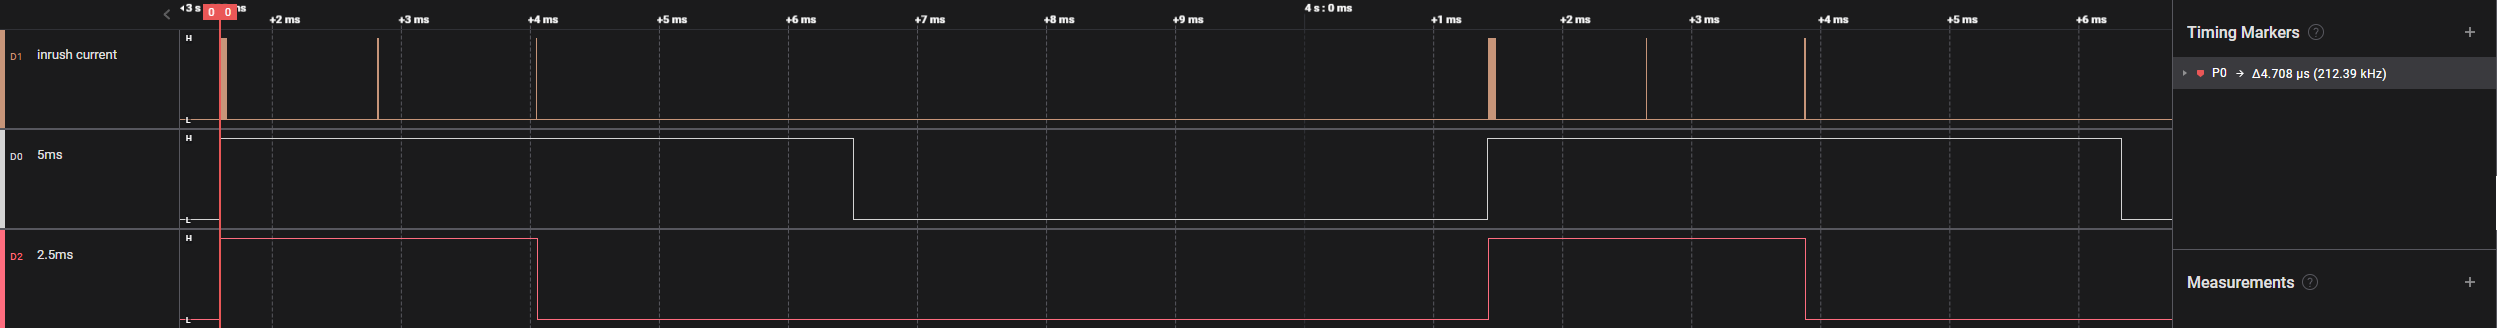 3 s
ms
0 0
+2 ms
+3 ms
+4 ms
+5 ms
+6 ms
+7 ms
+8 ms
+9 ms
4 s : 0 ms
+1 ms
+2 ms
+3 ms
+4 ms
+5 ms
+6 ms
D1 inrush current
H
L
D0 5ms
H
L
D2 2.5ms
H
L
Timing Markers ? +
P0 → Δ4.708 μs (212.39 kHz)
Measurements ? +